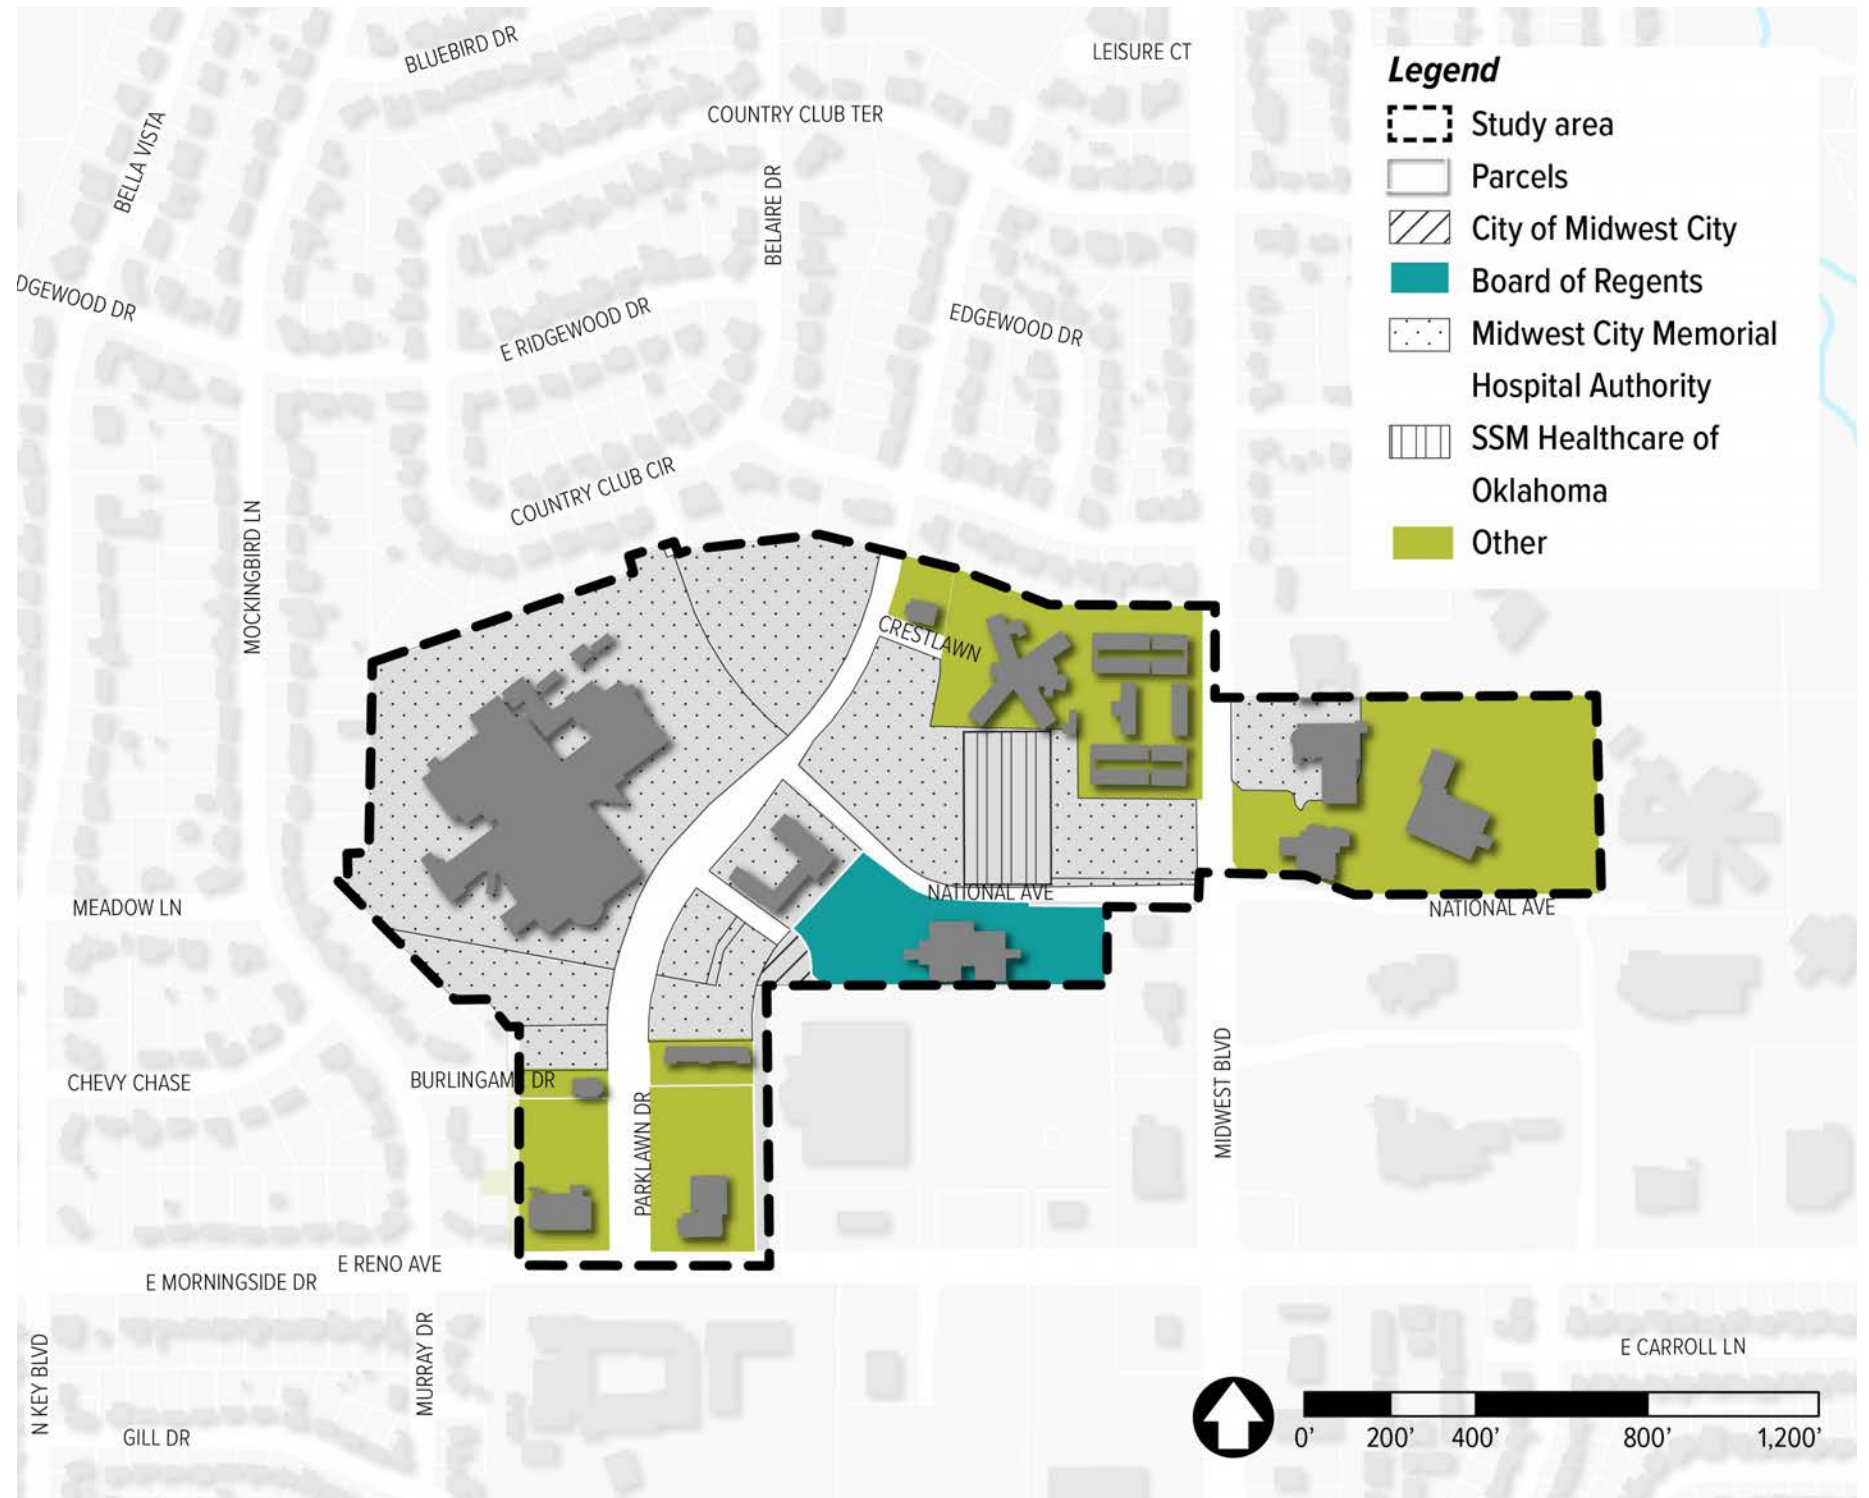 BLUEBIRD DR
LEISURE CT
COUNTRY CLUB TER
BELLA VISTA
BELAIRE DR
DGEWOOD DR
E RIDGEWOOD DR
EDGEWOOD DR
COUNTRY CLUB CIR
MOCKINGBIRD LN
Legend
Study area
Parcels
City of Midwest City
Board of Regents
Midwest City Memorial
Hospital Authority
SSM Healthcare of
Oklahoma
Other
CRESTLAWN
NATIONAL AVE
NATIONAL AVE
MEADOW LN
CHEVY CHASE
BURLINGAME DR
PARKLAWN DR
MIDWEST BLVD
E RENO AVE
E MORNINGSIDE DR
N KEY BLVD
MURRAY DR
GILL DR
E CARROLL LN
0' 200' 400' 800' 1,200'